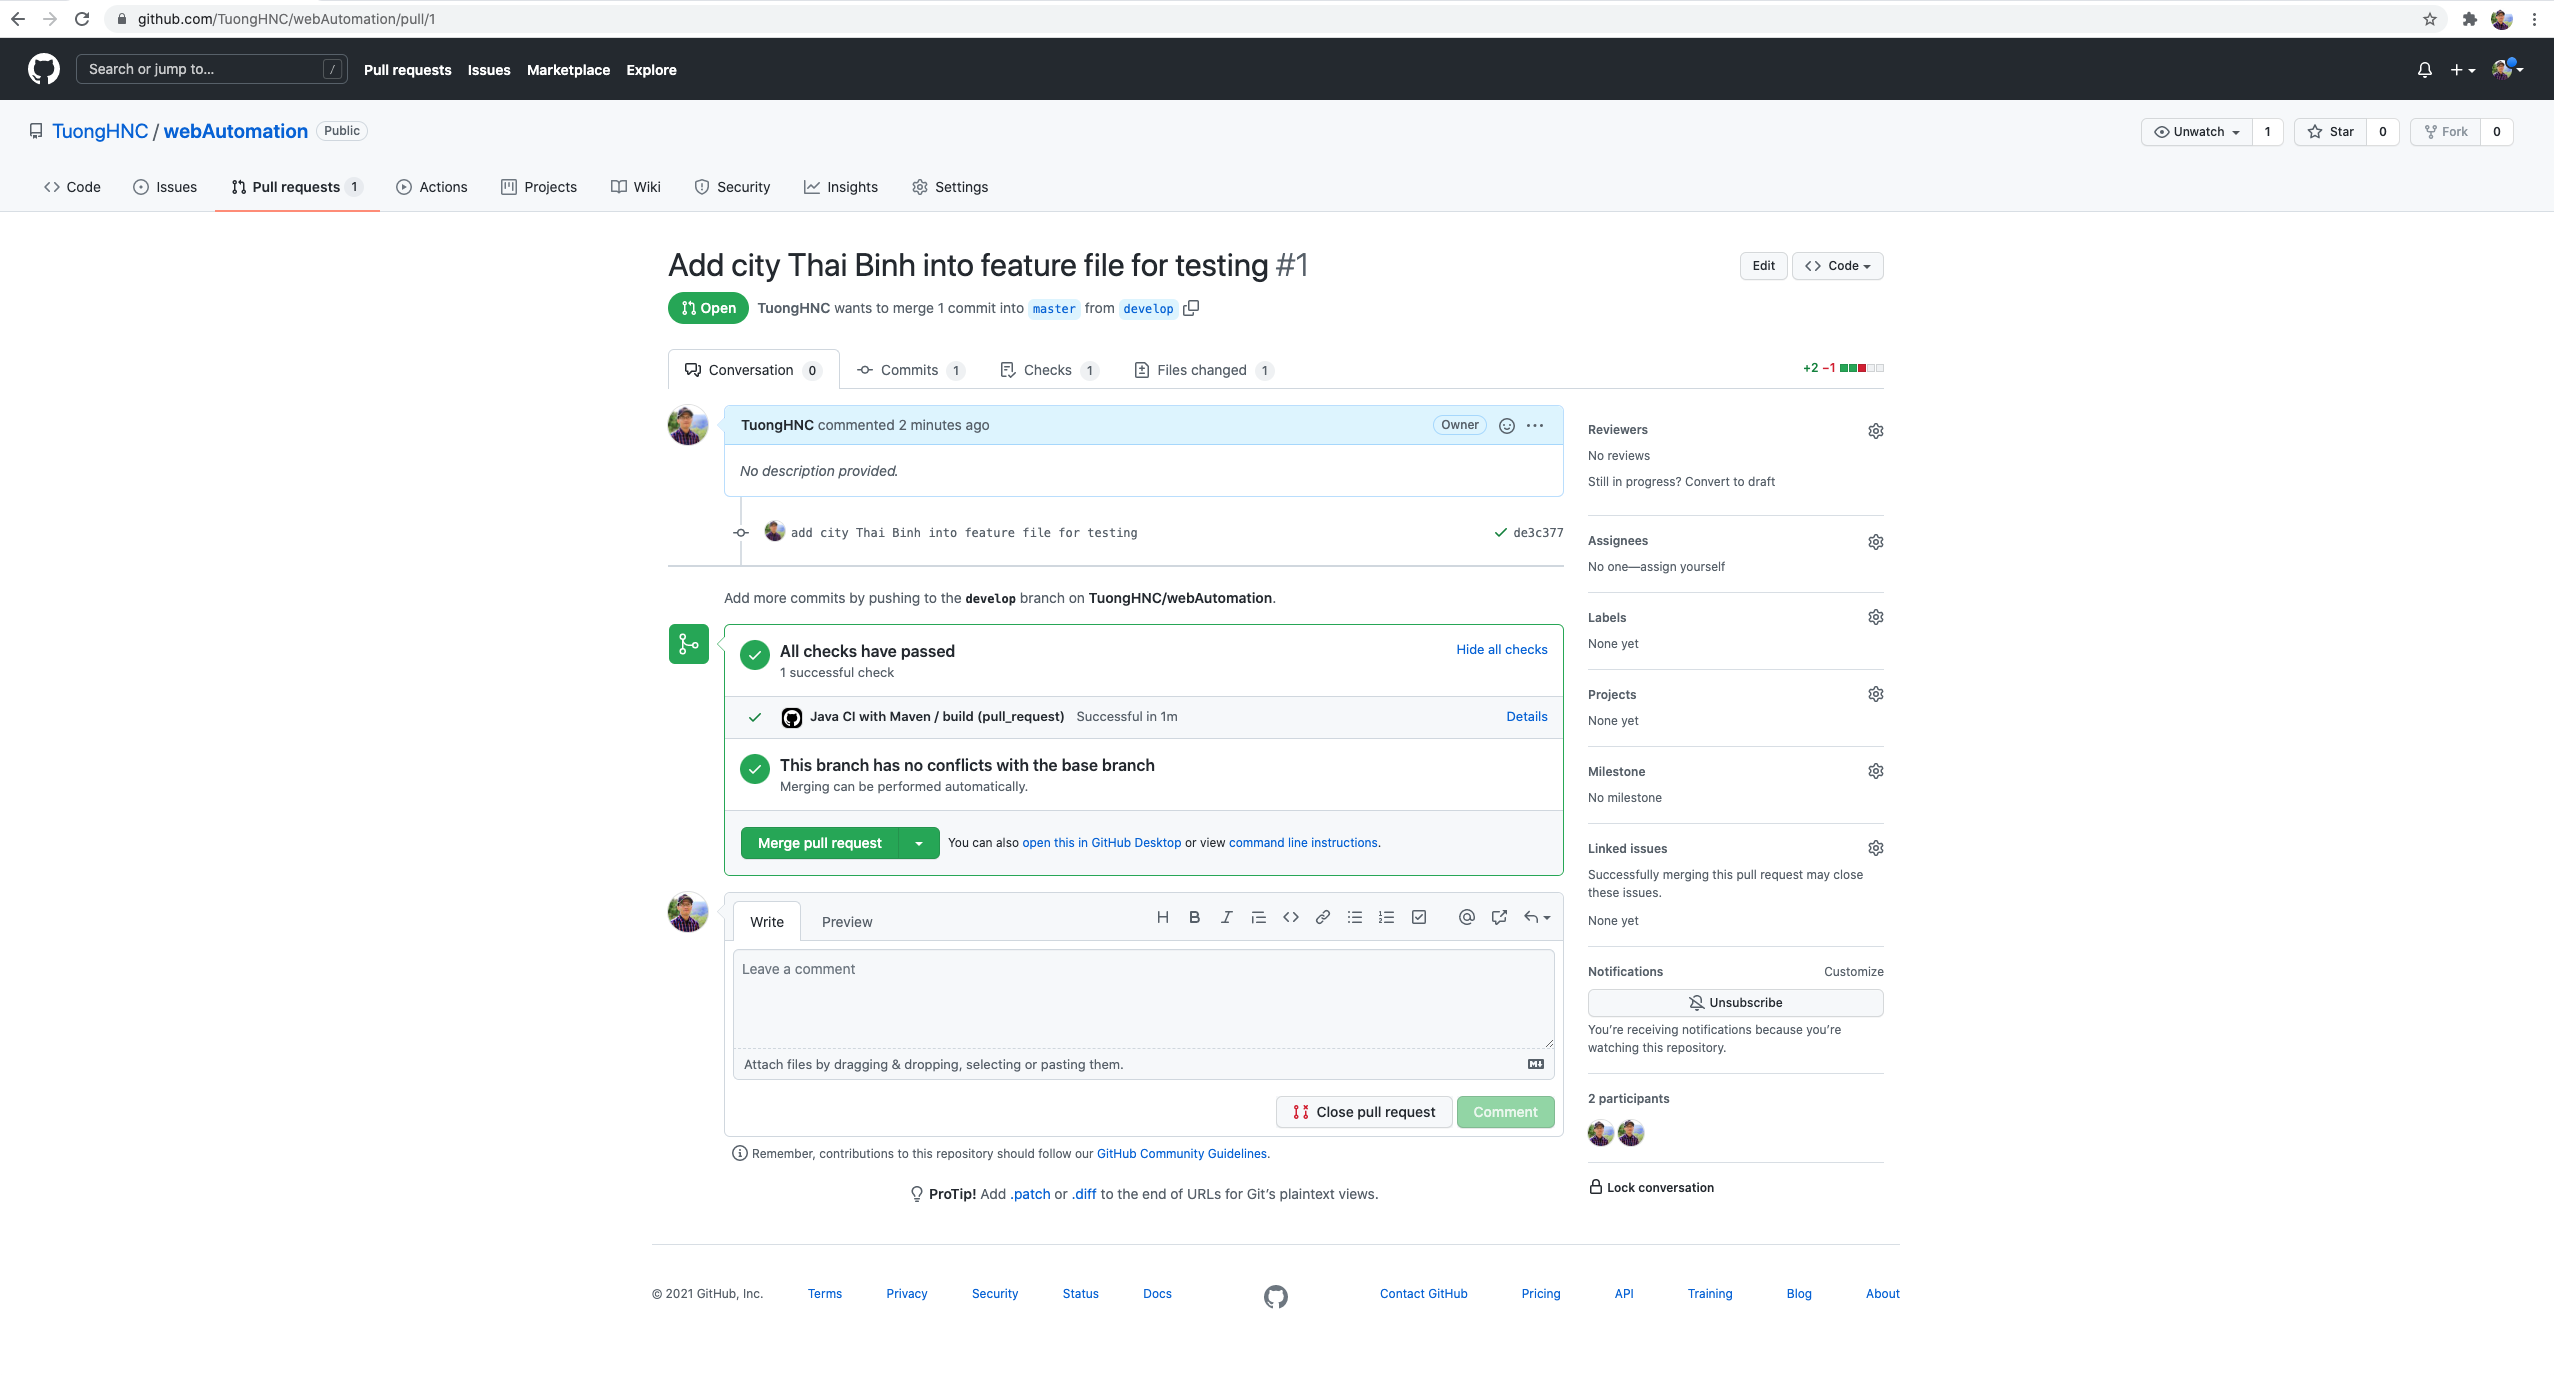 github.com/TuongHNC/webAutomation/pull/1
Search or jump to... /
Pull requests Issues Marketplace Explore
TuongHNC / webAutomation Public
Unwatch 1 Star 0 Fork 0
Code Issues Pull requests 1 Actions Projects Wiki Security Insights Settings
Add city Thai Binh into feature file for testing #1
Edit Code
Open TuongHNC wants to merge 1 commit into master from develop
Conversation 0 Commits 1 Checks 1 Files changed 1
+2 −1
TuongHNC commented 2 minutes ago Owner
No description provided.
add city Thai Binh into feature file for testing de3c377
Add more commits by pushing to the develop branch on TuongHNC/webAutomation.
All checks have passed
Hide all checks
1 successful check
Java CI with Maven / build (pull_request) Successful in 1m Details
This branch has no conflicts with the base branch
Merging can be performed automatically.
Merge pull request You can also open this in GitHub Desktop or view command line instructions.
Write Preview
Leave a comment
Attach files by dragging & dropping, selecting or pasting them.
Close pull request Comment
Remember, contributions to this repository should follow our GitHub Community Guidelines.
ProTip! Add .patch or .diff to the end of URLs for Git's plaintext views.
Reviewers
No reviews
Still in progress? Convert to draft
Assignees
No one—assign yourself
Labels
None yet
Projects
None yet
Milestone
No milestone
Linked issues
Successfully merging this pull request may close
these issues.
None yet
Notifications Customize
Unsubscribe
You're receiving notifications because you're
watching this repository.
2 participants
Lock conversation
© 2021 GitHub, Inc. Terms Privacy Security Status Docs Contact GitHub Pricing API Training Blog About